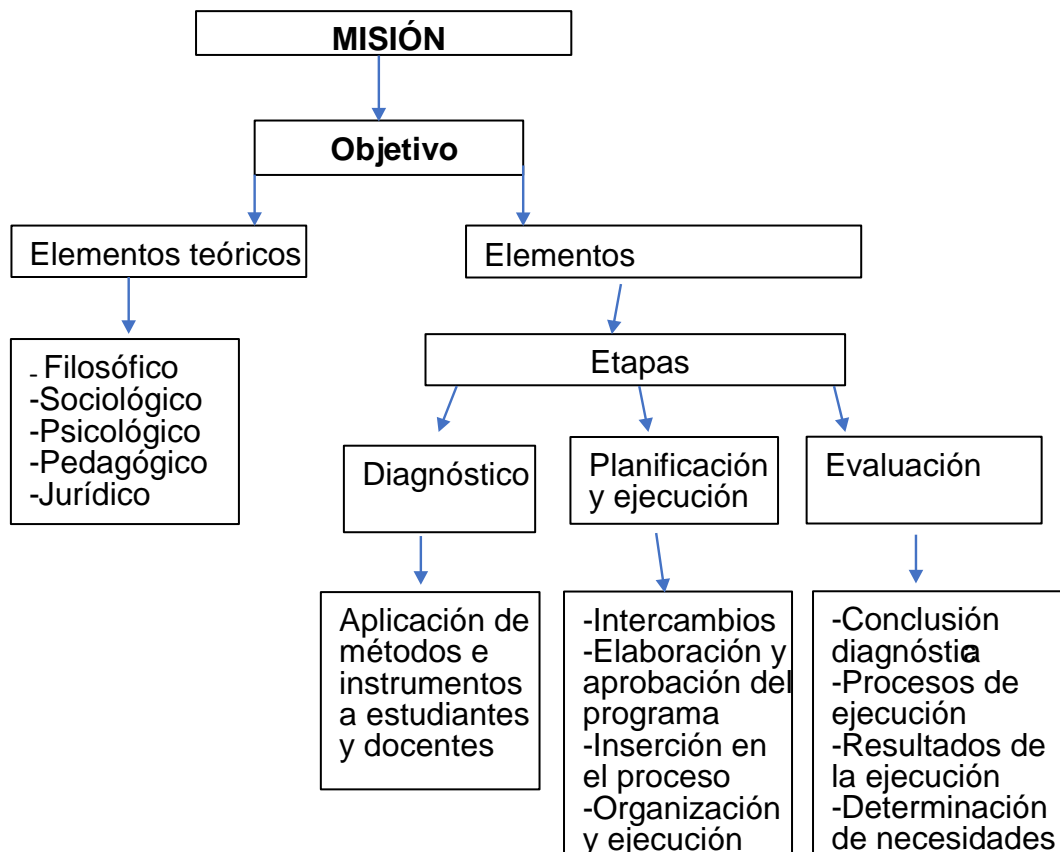 MISIÓN
Objetivo
Elementos teóricos
Elementos
-Filosófico
-Sociológico
-Psicológico
-Pedagógico
-Jurídico
Etapas
Diagnóstico
Planificación
y ejecución
Evaluación
Aplicación de
métodos e
instrumentos
a estudiantes
y docentes
-Intercambios
-Elaboración y
aprobación del
programa
-Inserción en
el proceso
-Organización
y ejecución
-Conclusión
diagnóstica
-Procesos de
ejecución
-Resultados de
la ejecución
-Determinación
de necesidades